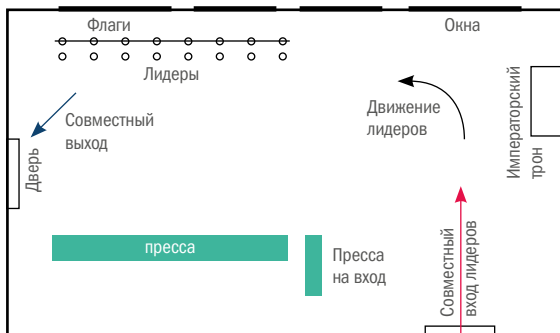 Флаги
Окна
Лидеры
Императорский
трон
Движение
лидеров
Совместный
выход
Дверь
пресса
Пресса
на вход
Совместный
вход лидеров